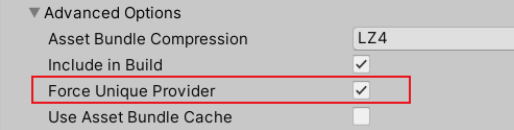 Advanced Options
Asset Bundle Compression LZ4
Include in Build
Force Unique Provider
Use Asset Bundle Cache